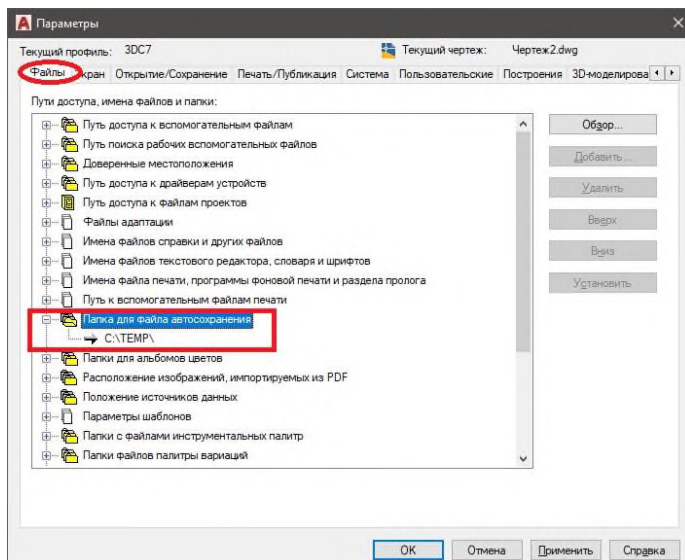 Параметры
Текущий профиль: 3DC7 Текущий чертеж: Чертеж2.dwg
Файлы кран Открытие/Сохранение Печать/Публикация Система Пользовательские Построения 3D-моделирова
Пути доступа, имена файлов и папки:
Путь доступа к вспомогательным файлам
Путь поиска рабочих вспомогательных файлов
Доверенные местоположения
Путь доступа к драйверам устройств
Путь доступа к файлам проектов
Файлы адаптации
Имена файлов справки и других файлов
Имена файлов текстового редактора, словаря и шрифтов
Имена файла печати, программы фоновой печати и раздела пролога
Путь к вспомогательным файлам печати
Папка для файла автосохранения
C:\TEMP\
Папки для альбомов цветов
Расположение изображений, импортируемых из PDF
Положение источников данных
Параметры шаблонов
Папки с файлами инструментальных палитр
Папки файлов палитры вариаций
Обзор...
Добавить...
Удалить
Вверх
Вниз
Установить
OK Отмена Применить Справка